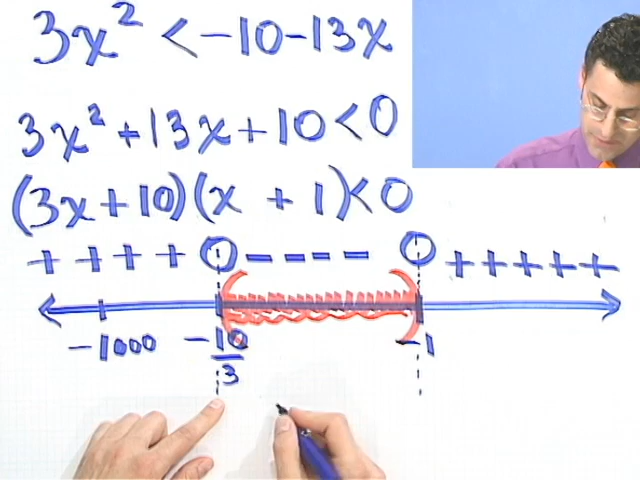 3x² < -10-13x
3x²+13x+10<0
(3x+10)(x + 1)<0
+ + + + 0 - - - - 0 + + + + +
( )
-1000 -10/3 -1